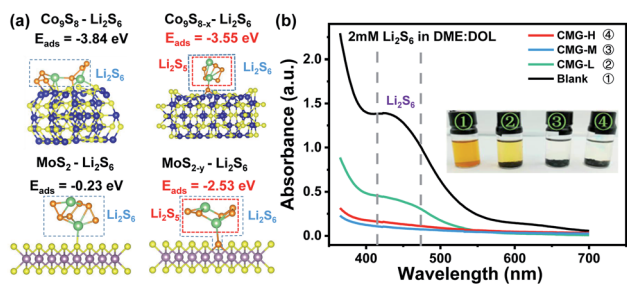 (a)
Co₉S₈ - Li₂S₆
Eads = -3.84 eV
Li₂S₆
Co₉S₈₋ₓ - Li₂S₆
Eads = -3.55 eV
Li₂S₅
Li₂S₆
MoS₂ - Li₂S₆
Eads = -0.23 eV
Li₂S₆
MoS₂₋y - Li₂S₆
Eads = -2.53 eV
Li₂S₅
Li₂S₆
(b)
2mM Li₂S₆ in DME:DOL
CMG-H ④
CMG-M ③
CMG-L ②
Blank ①
Li₂S₆
① ② ③ ④
Absorbance (a.u.)
2.0
1.5
1.0
0.5
0.0
400 500 600 700
Wavelength (nm)